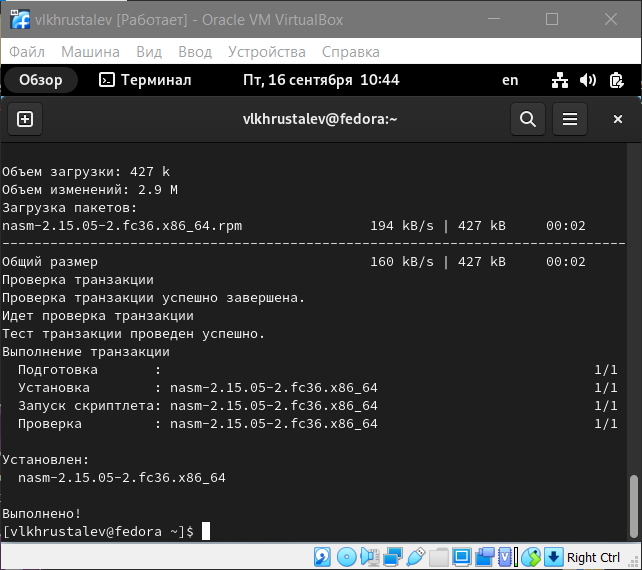 vlkhrustalev [Работает] - Oracle VM VirtualBox
Файл Машина Вид Ввод Устройства Справка
Обзор Терминал Пт, 16 сентября 10:44 en
vlkhrustalev@fedora:~
Объем загрузки: 427 k
Объем изменений: 2.9 M
Загрузка пакетов:
nasm-2.15.05-2.fc36.x86_64.rpm 194 kB/s | 427 kB 00:02
--------------------------------------------------------------------------------
Общий размер 160 kB/s | 427 kB 00:02
Проверка транзакции
Проверка транзакции успешно завершена.
Идет проверка транзакции
Тест транзакции проведен успешно.
Выполнение транзакции
Подготовка : 1/1
Установка : nasm-2.15.05-2.fc36.x86_64 1/1
Запуск скриптлета: nasm-2.15.05-2.fc36.x86_64 1/1
Проверка : nasm-2.15.05-2.fc36.x86_64 1/1
Установлен:
nasm-2.15.05-2.fc36.x86_64
Выполнено!
[vlkhrustalev@fedora ~]$
Right Ctrl